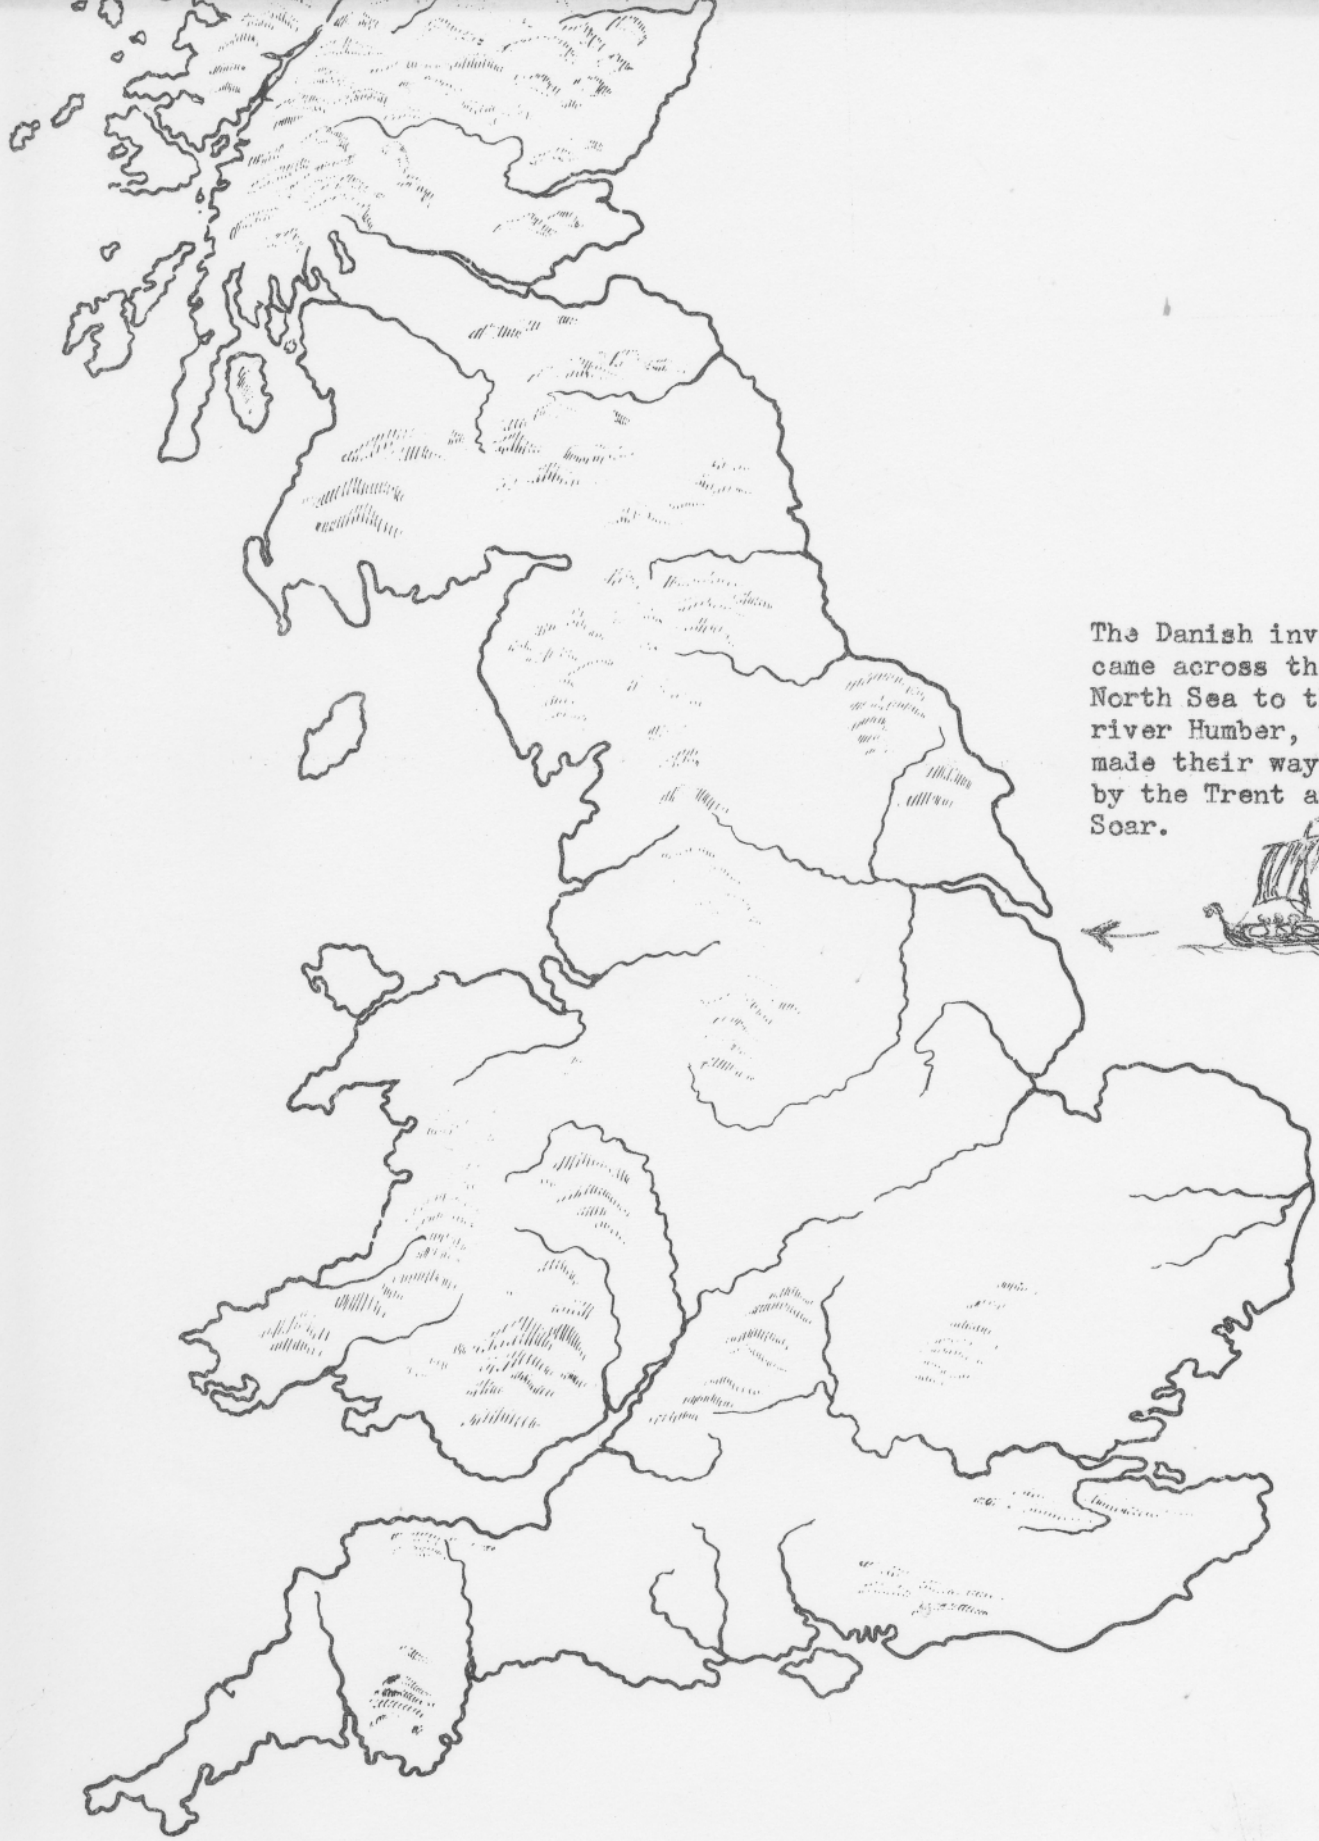 The Danish inv
came across th
North Sea to t
river Humber,
made their way
by the Trent a
Soar.